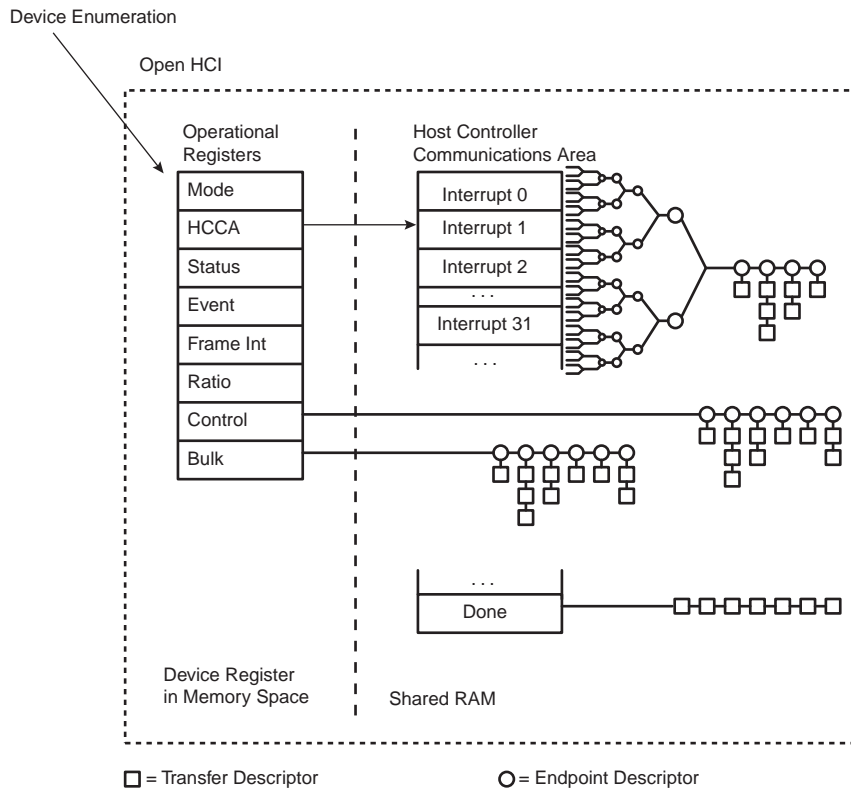 Device Enumeration
Open HCI
Operational
Registers
Mode
HCCA
Status
Event
Frame Int
Ratio
Control
Bulk
Host Controller
Communications Area
Interrupt 0
Interrupt 1
Interrupt 2
. . .
Interrupt 31
. . .
. . .
Done
Device Register
in Memory Space
Shared RAM
= Transfer Descriptor
= Endpoint Descriptor